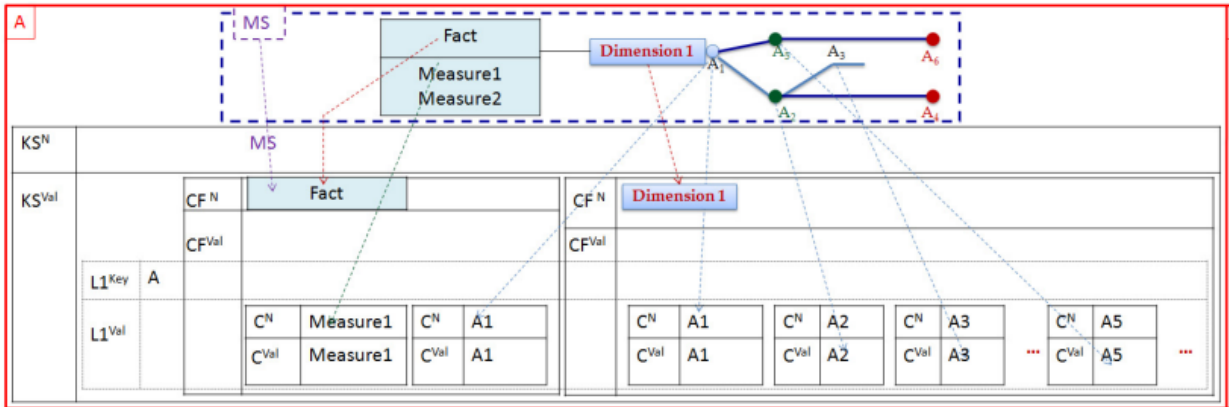 A
MS
Fact
Measure1
Measure2
Dimension 1
A1
A5
A3
A6
A2
A4
KS^N
MS
KS^Val
CF^N
Fact
CF^N
Dimension 1
CF^Val
CF^Val
L1^Key
A
L1^Val
C^N Measure1 C^N A1
C^Val Measure1 C^Val A1
C^N A1 C^N A2 C^N A3 C^N A5
C^Val A1 C^Val A2 C^Val A3 ... C^Val A5 ...